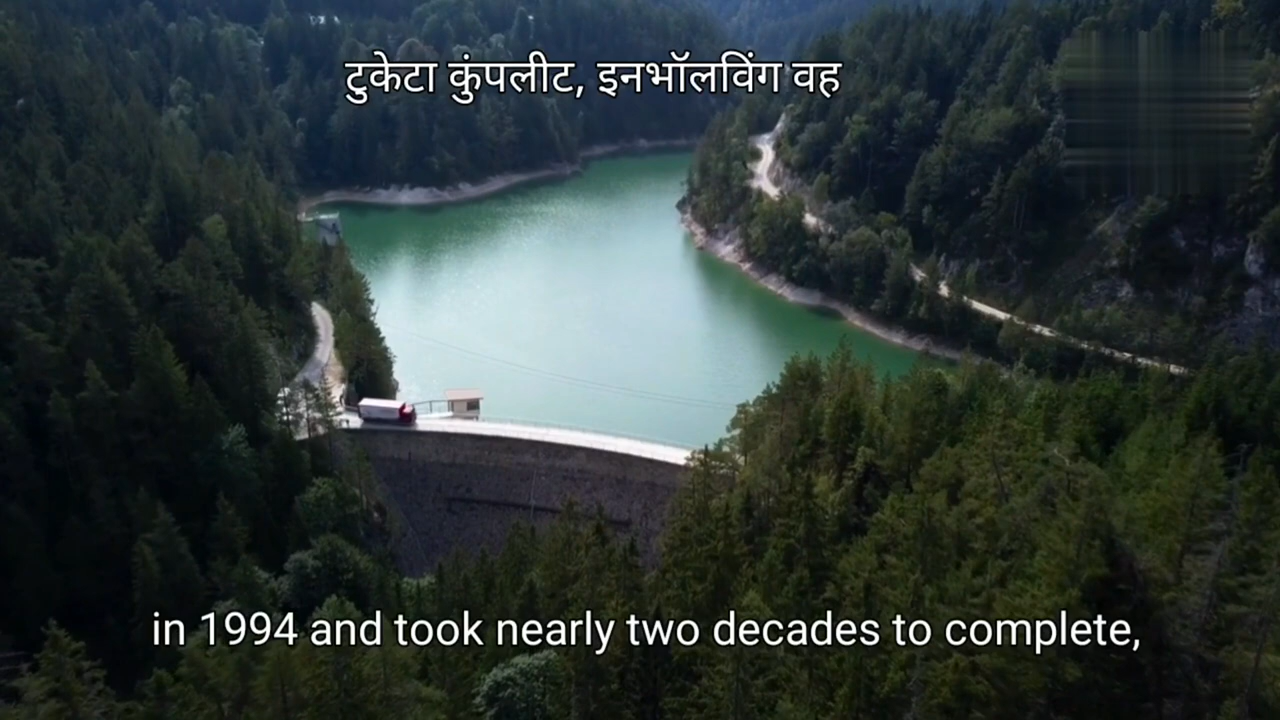 टुकेटा कुंपलीट, इनभॉलविंग वह
in 1994 and took nearly two decades to complete,